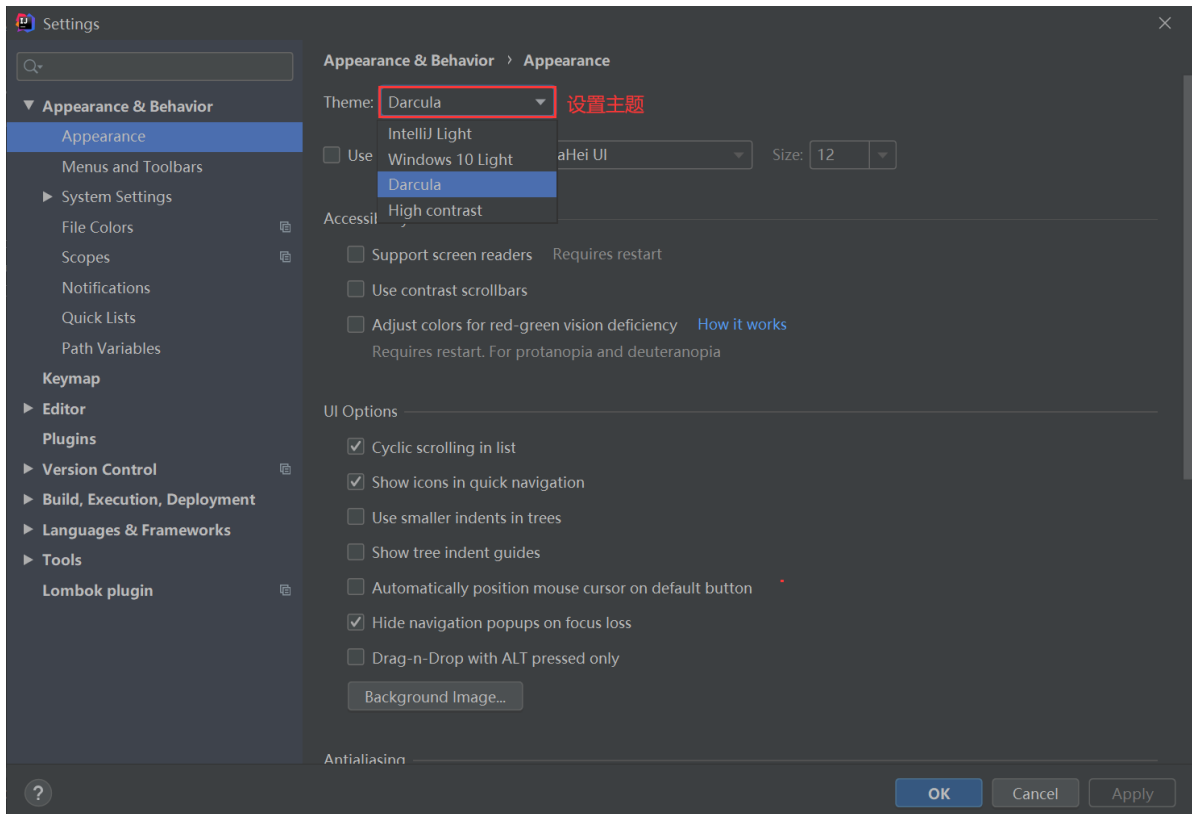 Settings
Appearance & Behavior
Appearance
Menus and Toolbars
System Settings
File Colors
Scopes
Notifications
Quick Lists
Path Variables
Keymap
Editor
Plugins
Version Control
Build, Execution, Deployment
Languages & Frameworks
Tools
Lombok plugin
Appearance & Behavior › Appearance
Theme: Darcula 设置主题
IntelliJ Light
Windows 10 Light
Darcula
High contrast
Use aHei UI Size: 12
Support screen readers Requires restart
Use contrast scrollbars
Adjust colors for red-green vision deficiency How it works
Requires restart. For protanopia and deuteranopia
UI Options
Cyclic scrolling in list
Show icons in quick navigation
Use smaller indents in trees
Show tree indent guides
Automatically position mouse cursor on default button
Hide navigation popups on focus loss
Drag-n-Drop with ALT pressed only
Background Image...
Antialiasing
? OK Cancel Apply